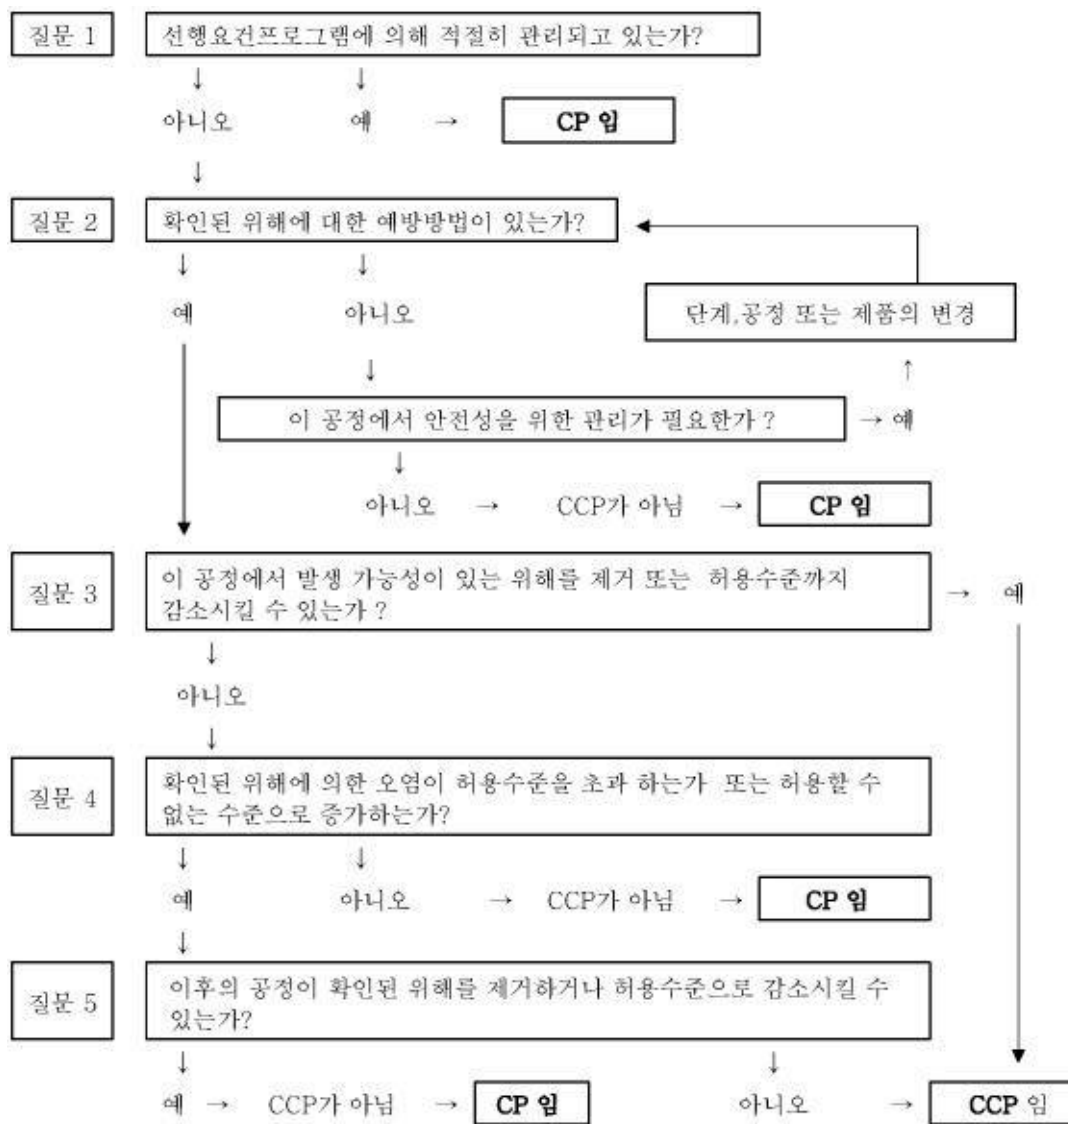 질문 1
선행요건프로그램에 의해 적절히 관리되고 있는가?
↓ ↓
아니오 예 → CP 임
↓
질문 2
확인된 위해에 대한 예방방법이 있는가?
↓ ↓
예 아니오
단계,공정 또는 제품의 변경
↓ ↑
이 공정에서 안전성을 위한 관리가 필요한가 ? → 예
↓
아니오 → CCP가 아님 → CP 임
질문 3
이 공정에서 발생 가능성이 있는 위해를 제거 또는 허용수준까지
감소시킬 수 있는가 ?
→ 예
↓
아니오
↓
질문 4
확인된 위해에 의한 오염이 허용수준을 초과 하는가 또는 허용할 수
없는 수준으로 증가하는가?
↓ ↓
예 아니오 → CCP가 아님 → CP 임
↓
질문 5
이후의 공정이 확인된 위해를 제거하거나 허용수준으로 감소시킬 수
있는가?
↓ ↓
예 → CCP가 아님 → CP 임 아니오 → CCP 임